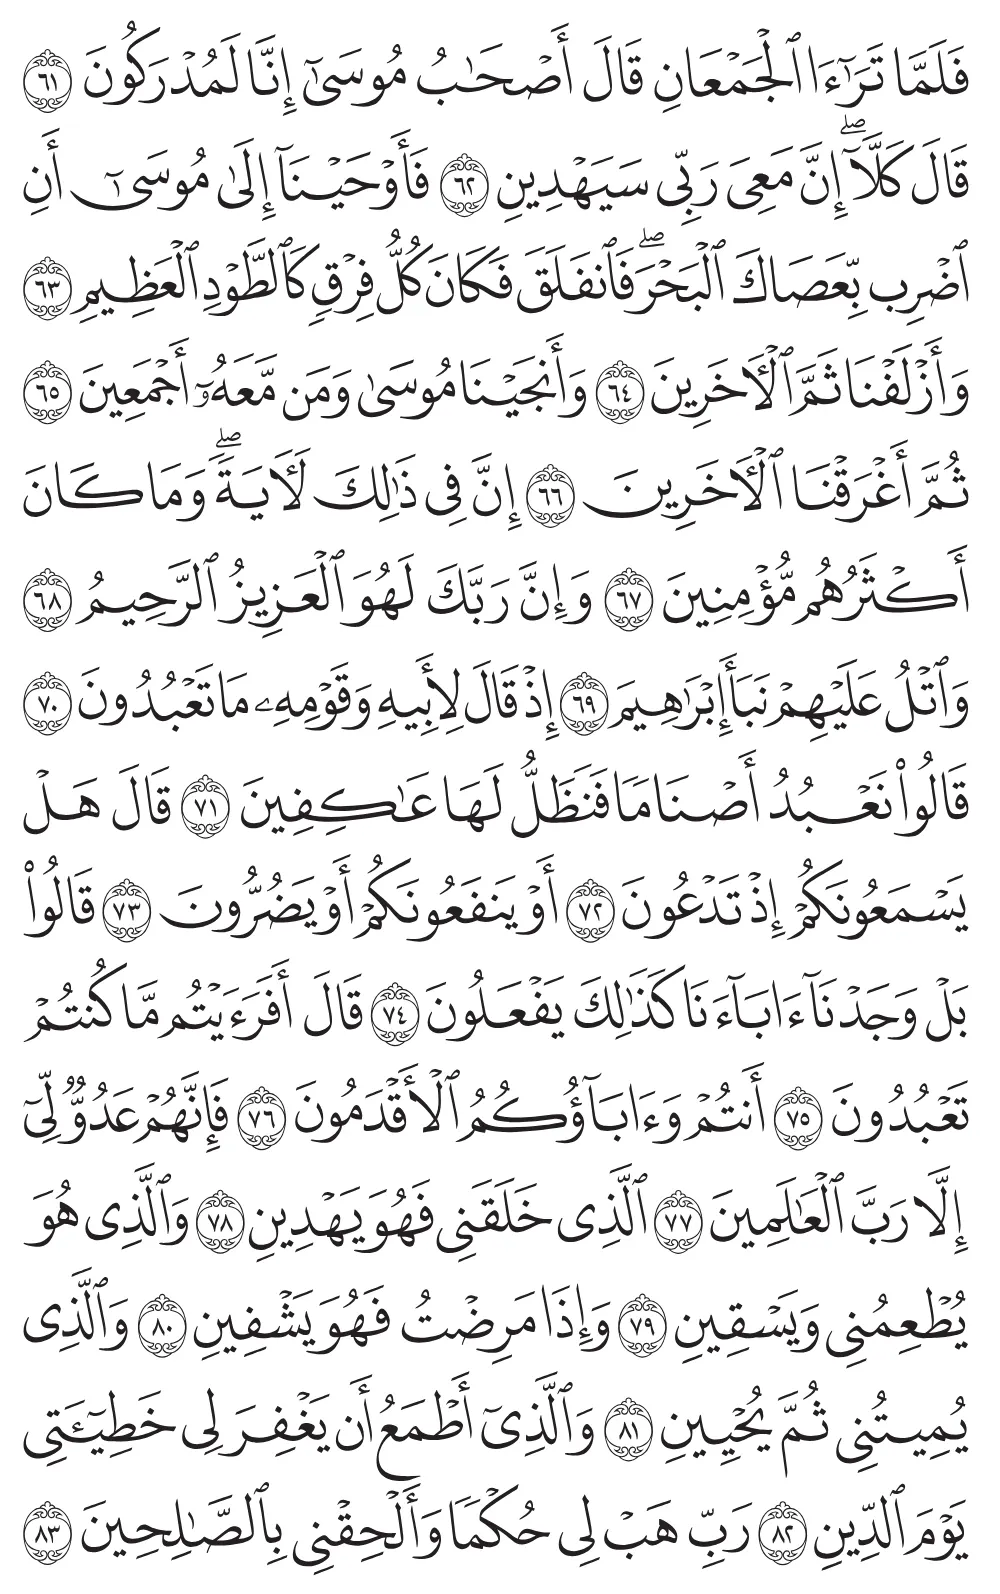 فَلَمَّا تَرَٰٓءَا ٱلۡجَمۡعَانِ قَالَ أَصۡحَٰبُ مُوسَىٰٓ إِنَّا لَمُدۡرَكُونَ ٦١
قَالَ كَلَّآۖ إِنَّ مَعِيَ رَبِّي سَيَهۡدِينِ ٦٢ فَأَوۡحَيۡنَآ إِلَىٰ مُوسَىٰٓ أَنِ
ٱضۡرِب بِّعَصَاكَ ٱلۡبَحۡرَۖ فَٱنفَلَقَ فَكَانَ كُلُّ فِرۡقٖ كَٱلطَّوۡدِ ٱلۡعَظِيمِ ٦٣
وَأَزۡلَفۡنَا ثَمَّ ٱلۡأٓخَرِينَ ٦٤ وَأَنجَيۡنَا مُوسَىٰ وَمَن مَّعَهُۥٓ أَجۡمَعِينَ ٦٥
ثُمَّ أَغۡرَقۡنَا ٱلۡأٓخَرِينَ ٦٦ إِنَّ فِي ذَٰلِكَ لَأٓيَةٗۖ وَمَا كَانَ
أَكۡثَرُهُم مُّؤۡمِنِينَ ٦٧ وَإِنَّ رَبَّكَ لَهُوَ ٱلۡعَزِيزُ ٱلرَّحِيمُ ٦٨
وَٱتۡلُ عَلَيۡهِمۡ نَبَأَ إِبۡرَٰهِيمَ ٦٩ إِذۡ قَالَ لِأَبِيهِ وَقَوۡمِهِۦ مَا تَعۡبُدُونَ ٧٠
قَالُواْ نَعۡبُدُ أَصۡنَامٗا فَنَظَلُّ لَهَا عَٰكِفِينَ ٧١ قَالَ هَلۡ
يَسۡمَعُونَكُمۡ إِذۡ تَدۡعُونَ ٧٢ أَوۡ يَنفَعُونَكُمۡ أَوۡ يَضُرُّونَ ٧٣ قَالُواْ
بَلۡ وَجَدۡنَآ ءَابَآءَنَا كَذَٰلِكَ يَفۡعَلُونَ ٧٤ قَالَ أَفَرَءَيۡتُم مَّا كُنتُمۡ
تَعۡبُدُونَ ٧٥ أَنتُمۡ وَءَابَآؤُكُمُ ٱلۡأَقۡدَمُونَ ٧٦ فَإِنَّهُمۡ عَدُوّٞ لِّيٓ
إِلَّا رَبَّ ٱلۡعَٰلَمِينَ ٧٧ ٱلَّذِي خَلَقَنِي فَهُوَ يَهۡدِينِ ٧٨ وَٱلَّذِي هُوَ
يُطۡعِمُنِي وَيَسۡقِينِ ٧٩ وَإِذَا مَرِضۡتُ فَهُوَ يَشۡفِينِ ٨٠ وَٱلَّذِي
يُمِيتُنِي ثُمَّ يُحۡيِينِ ٨١ وَٱلَّذِيٓ أَطۡمَعُ أَن يَغۡفِرَ لِي خَطِيٓـَٔتِي
يَوۡمَ ٱلدِّينِ ٨٢ رَبِّ هَبۡ لِي حُكۡمٗا وَأَلۡحِقۡنِي بِٱلصَّٰلِحِينَ ٨٣